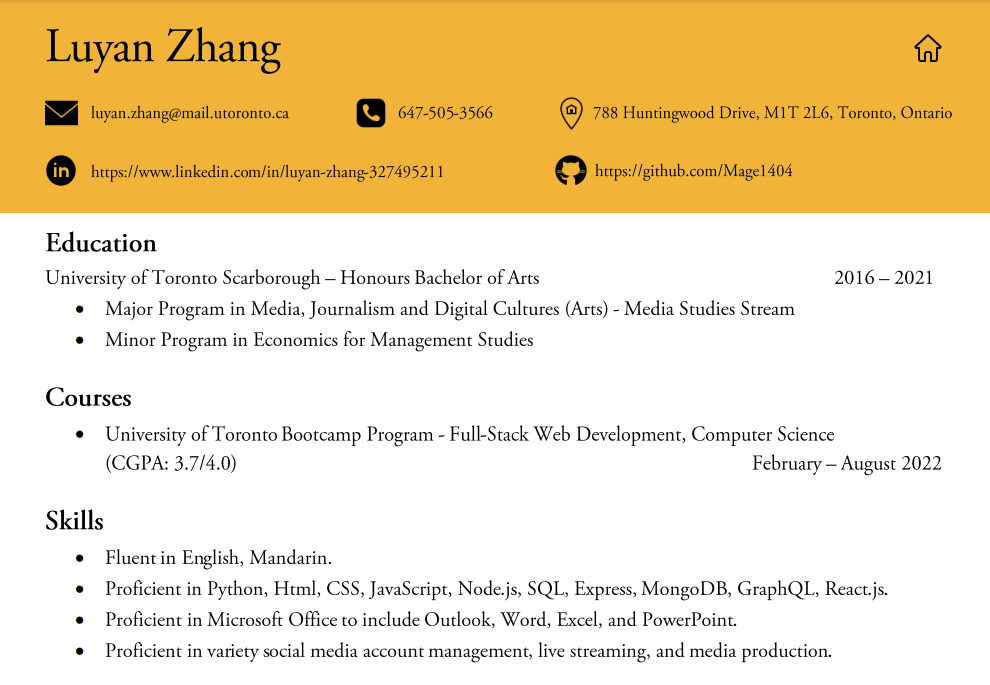 Luyan Zhang
luyan.zhang@mail.utoronto.ca 647-505-3566 788 Huntingwood Drive, M1T 2L6, Toronto, Ontario
in https://www.linkedin.com/in/luyan-zhang-327495211 https://github.com/Mage1404
Education
University of Toronto Scarborough – Honours Bachelor of Arts 2016 – 2021
• Major Program in Media, Journalism and Digital Cultures (Arts) - Media Studies Stream
• Minor Program in Economics for Management Studies
Courses
• University of Toronto Bootcamp Program - Full-Stack Web Development, Computer Science
(CGPA: 3.7/4.0) February – August 2022
Skills
• Fluent in English, Mandarin.
• Proficient in Python, Html, CSS, JavaScript, Node.js, SQL, Express, MongoDB, GraphQL, React.js.
• Proficient in Microsoft Office to include Outlook, Word, Excel, and PowerPoint.
• Proficient in variety social media account management, live streaming, and media production.